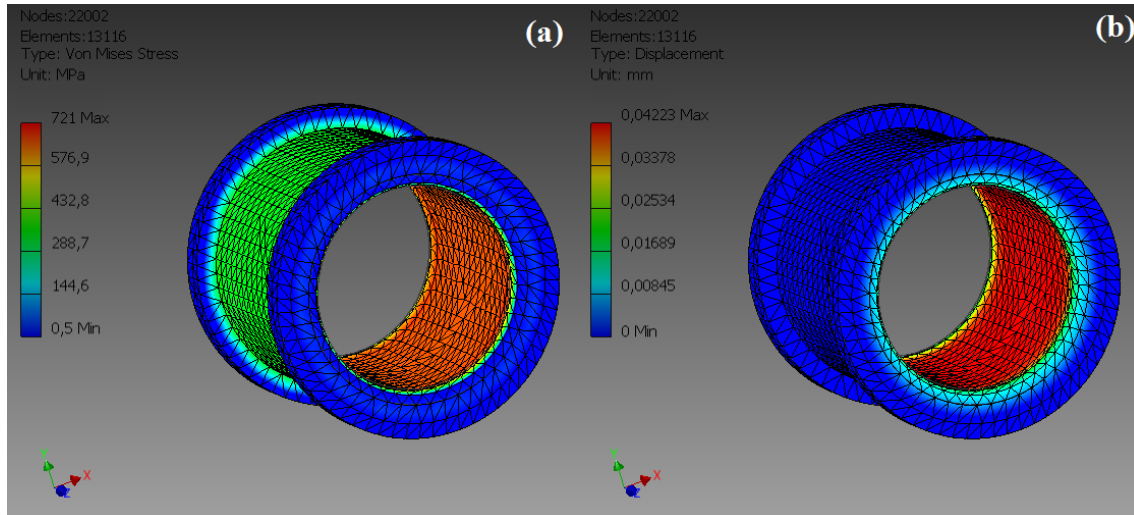 Nodes:22002
Elements:13116
Type: Von Mises Stress
Unit: MPa
(a)
721 Max
576,9
432,8
288,7
144,6
0,5 Min
Y
X
Z
Nodes:22002
Elements:13116
Type: Displacement
Unit: mm
(b)
0,04223 Max
0,03378
0,02534
0,01689
0,00845
0 Min
Y
X
Z